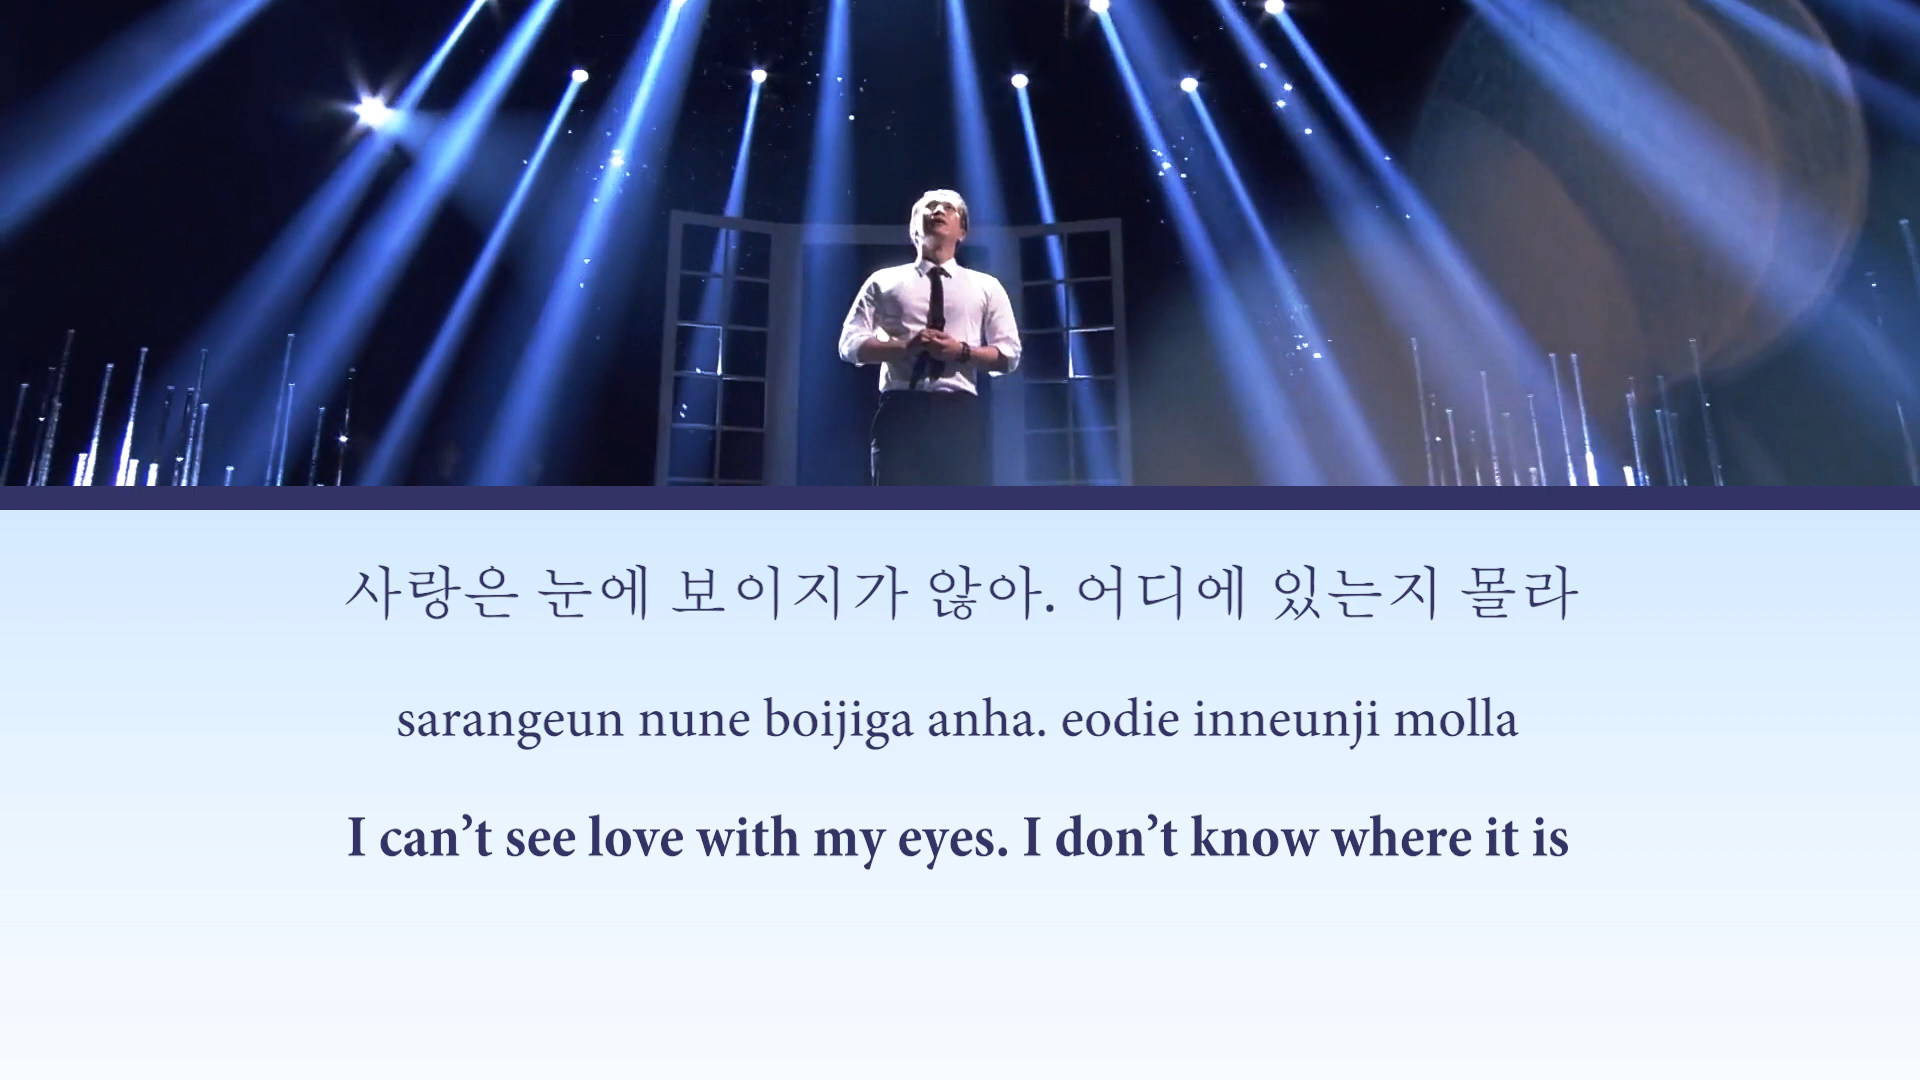 사랑은 눈에 보이지가 않아. 어디에 있는지 몰라
sarangeun nune boijiga anha. eodie inneunji molla
I can’t see love with my eyes. I don’t know where it is